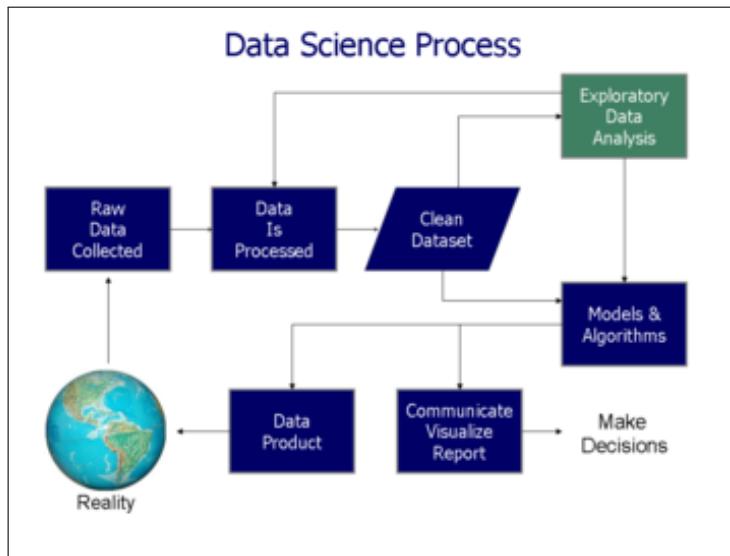 Data Science Process
Exploratory
Data
Analysis
Raw
Data
Collected
Data
Is
Processed
Clean
Dataset
Models &
Algorithms
Data
Product
Communicate
Visualize
Report
Make
Decisions
Reality